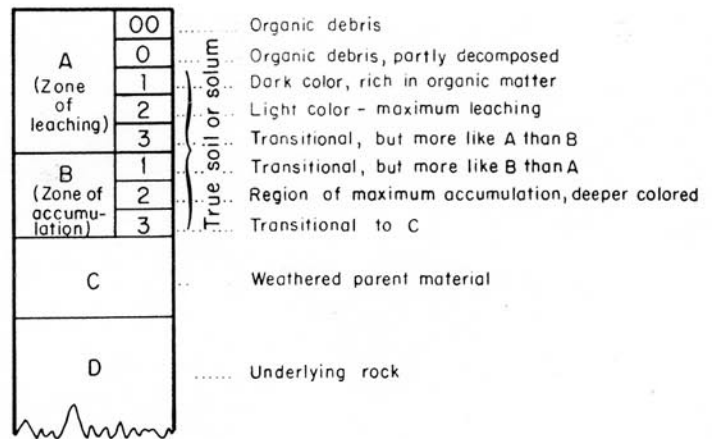 00 Organic debris
0 Organic debris, partly decomposed
A
(Zone
of
leaching)
1 Dark color, rich in organic matter
2 Light color - maximum leaching
3 Transitional, but more like A than B
B
(Zone of
accumu-
lation)
1 Transitional, but more like B than A
2 Region of maximum accumulation, deeper colored
3 Transitional to C
True soil or solum
C Weathered parent material
D Underlying rock